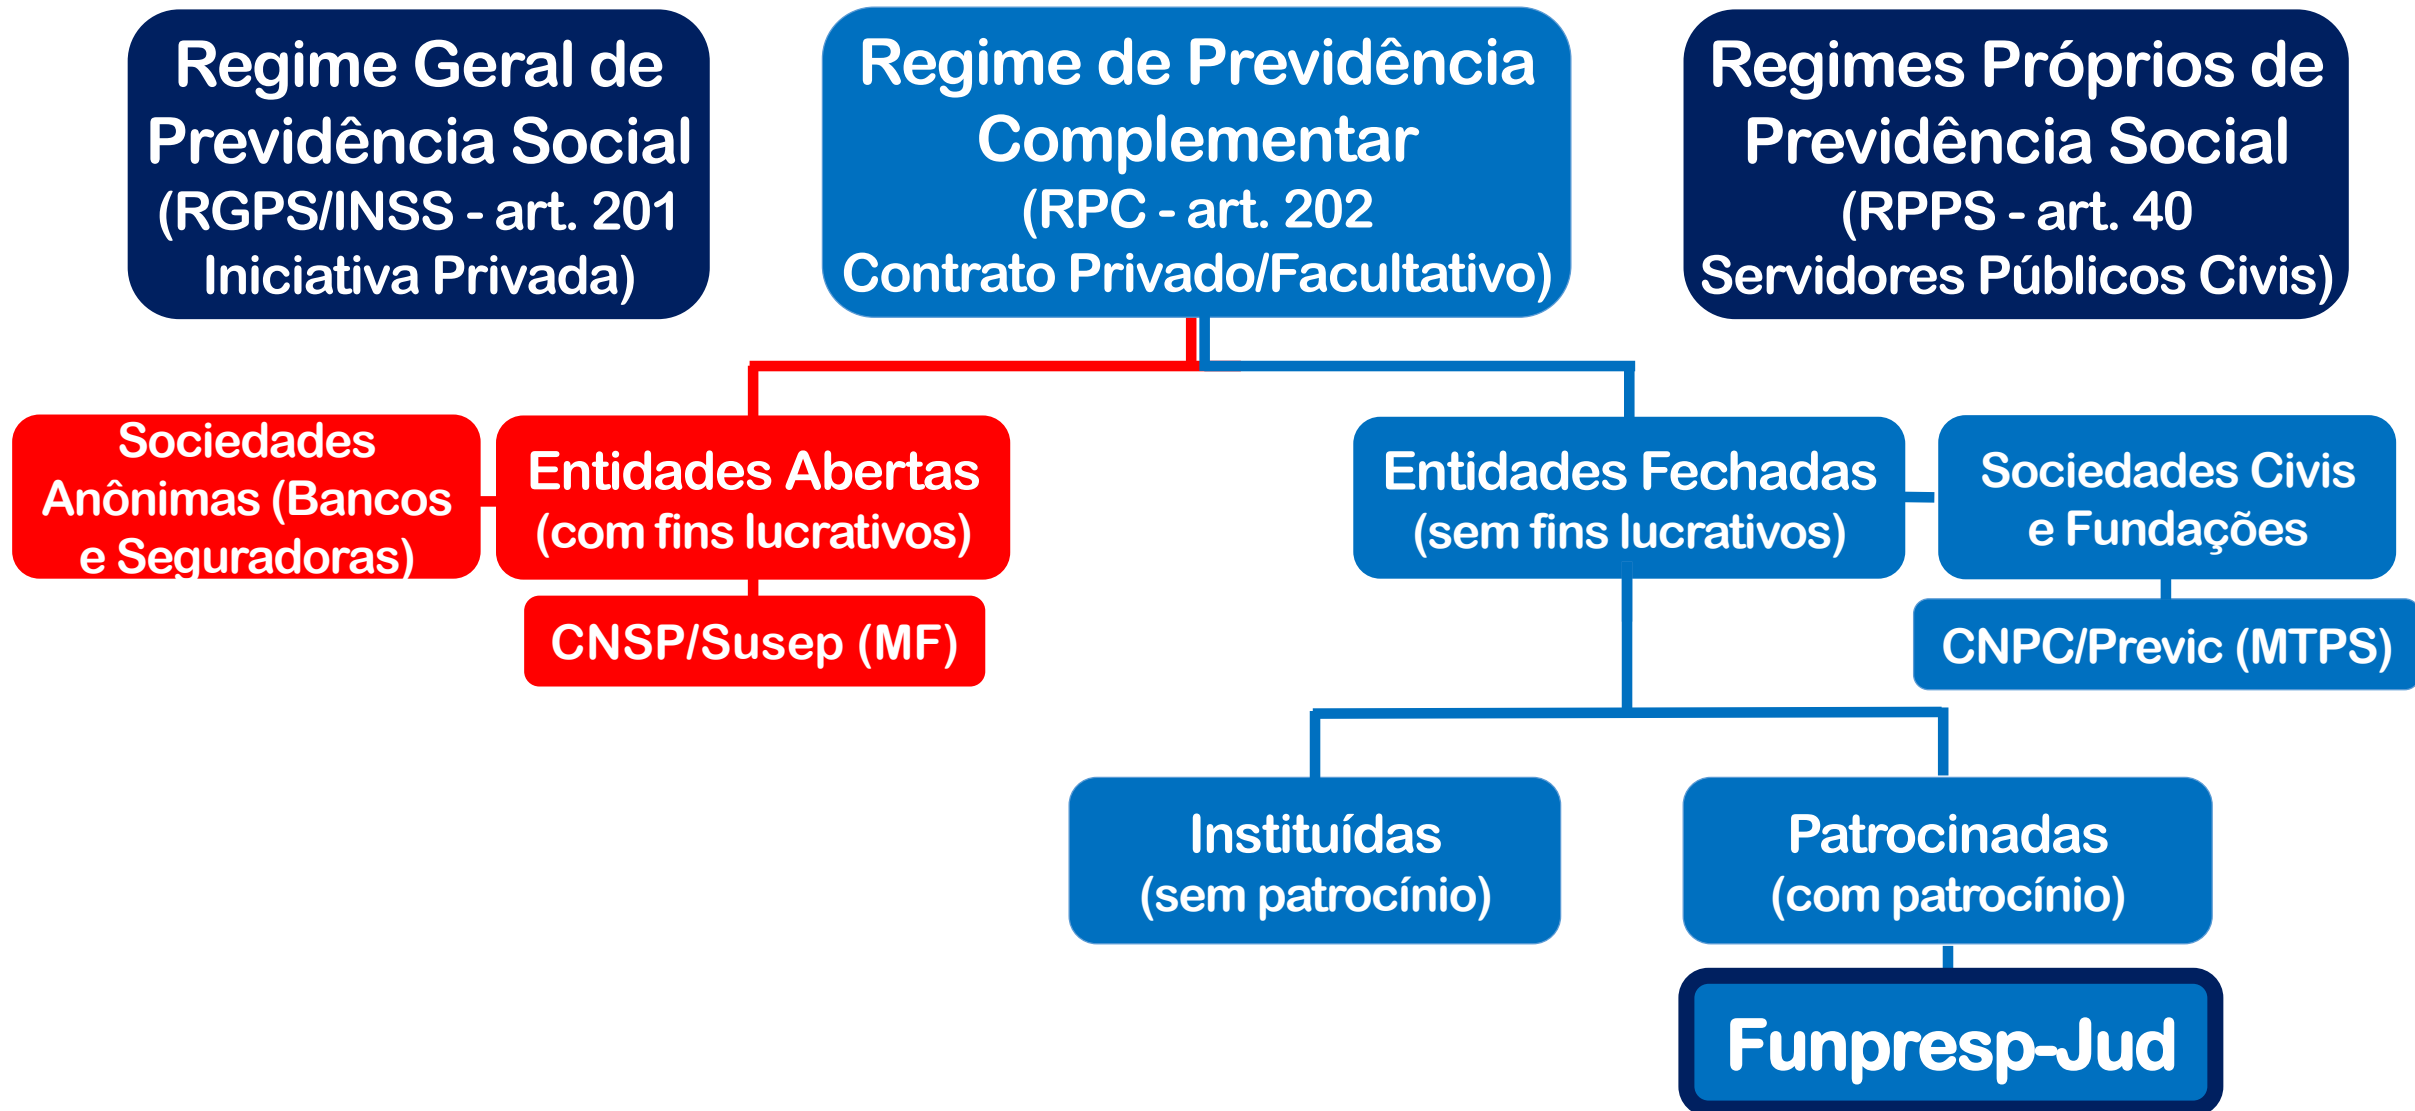 Regime Geral de
Previdência Social
(RGPS/INSS - art. 201
Iniciativa Privada)
Regime de Previdência
Complementar
(RPC - art. 202
Contrato Privado/Facultativo)
Regimes Próprios de
Previdência Social
(RPPS - art. 40
Servidores Públicos Civis)
Sociedades
Anônimas (Bancos
e Seguradoras)
Entidades Abertas
(com fins lucrativos)
CNSP/Susep (MF)
Entidades Fechadas
(sem fins lucrativos)
Sociedades Civis
e Fundações
CNPC/Previc (MTPS)
Instituídas
(sem patrocínio)
Patrocinadas
(com patrocínio)
Funpresp-Jud